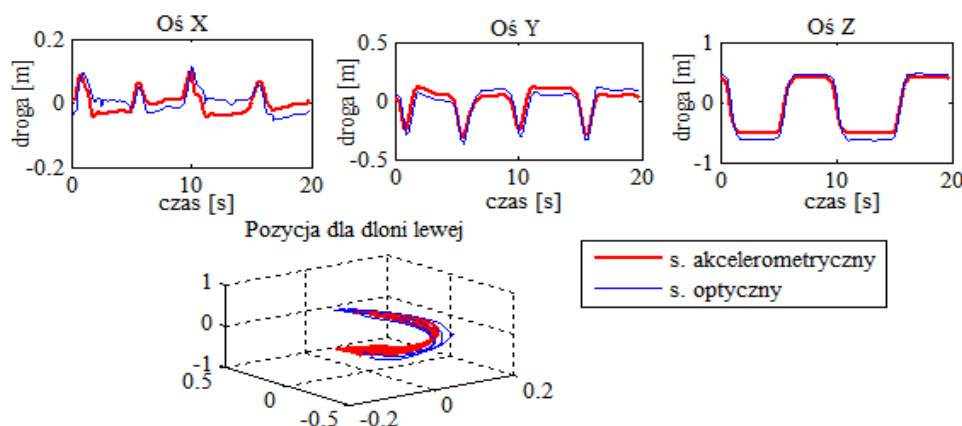 Oś X
Oś Y
Oś Z
0.2
0
-0.2
droga [m]
0
10
20
czas [s]
0.5
0
-0.5
droga [m]
0
10
20
czas [s]
1
0
-1
droga [m]
0
10
20
czas [s]
Pozycja dla dłoni lewej
1
0
-1
0.5
0
-0.5
-0.2
0
0.2
s. akcelerometryczny
s. optyczny